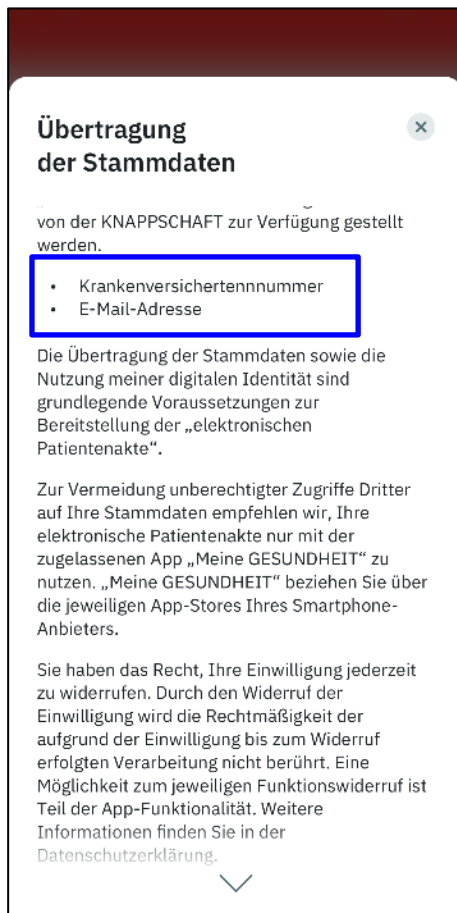 Übertragung
der Stammdaten
von der KNAPPSCHAFT zur Verfügung gestellt
werden.
• Krankenversichertennnummer
• E-Mail-Adresse
Die Übertragung der Stammdaten sowie die
Nutzung meiner digitalen Identität sind
grundlegende Voraussetzungen zur
Bereitstellung der „elektronischen
Patientenakte“.
Zur Vermeidung unberechtigter Zugriffe Dritter
auf Ihre Stammdaten empfehlen wir, Ihre
elektronische Patientenakte nur mit der
zugelassenen App „Meine GESUNDHEIT“ zu
nutzen. „Meine GESUNDHEIT“ beziehen Sie über
die jeweiligen App-Stores Ihres Smartphone-
Anbieters.
Sie haben das Recht, Ihre Einwilligung jederzeit
zu widerrufen. Durch den Widerruf der
Einwilligung wird die Rechtmäßigkeit der
aufgrund der Einwilligung bis zum Widerruf
erfolgten Verarbeitung nicht berührt. Eine
Möglichkeit zum jeweiligen Funktionswiderruf ist
Teil der App-Funktionalität. Weitere
Informationen finden Sie in der
Datenschutzerklärung.